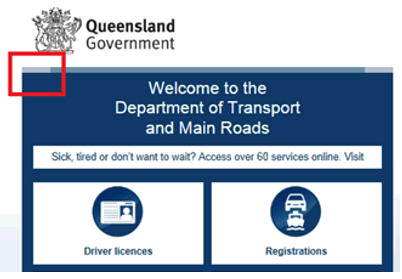 Queensland
Government
Welcome to the
Department of Transport
and Main Roads
Sick, tired or don't want to wait? Access over 60 services online. Visit
Driver licences
Registrations